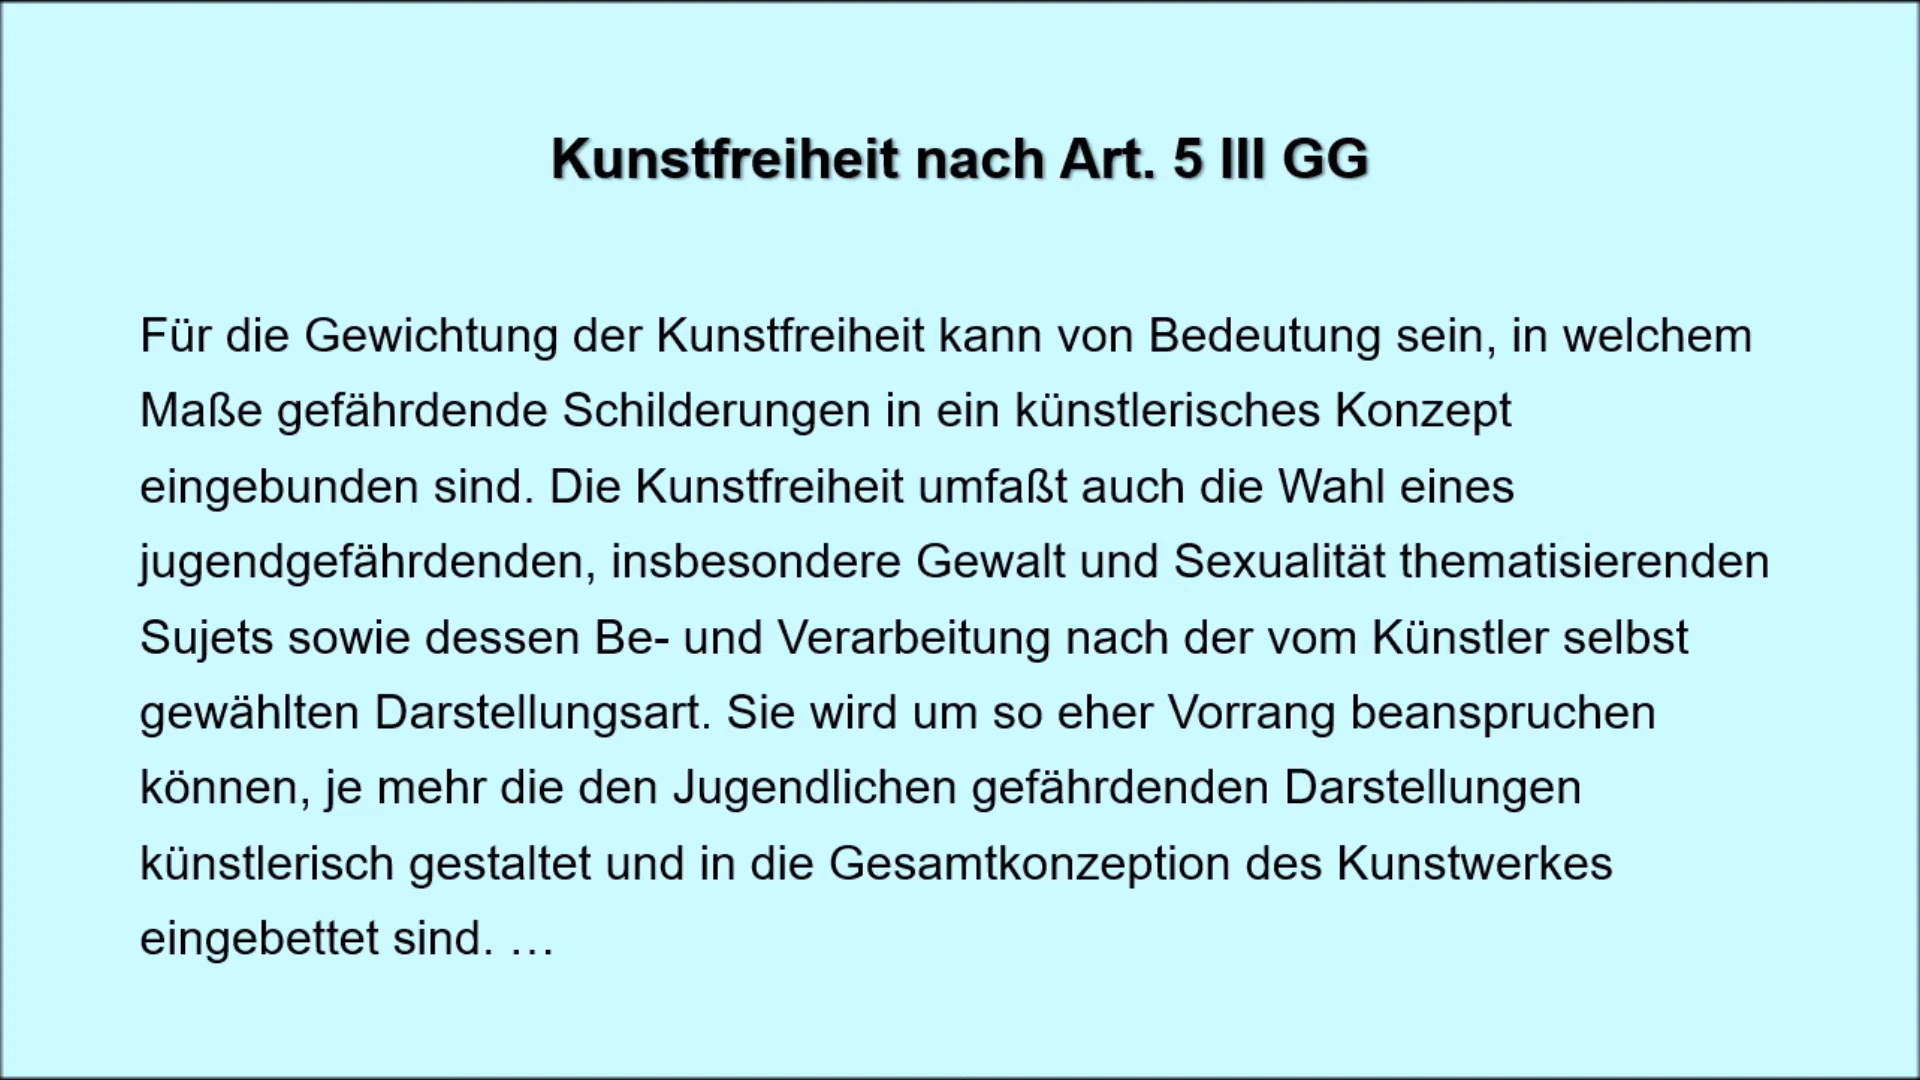 Kunstfreiheit nach Art. 5 III GG
Für die Gewichtung der Kunstfreiheit kann von Bedeutung sein, in welchem
Maße gefährdende Schilderungen in ein künstlerisches Konzept
eingebunden sind. Die Kunstfreiheit umfaßt auch die Wahl eines
jugendgefährdenden, insbesondere Gewalt und Sexualität thematisierenden
Sujets sowie dessen Be- und Verarbeitung nach der vom Künstler selbst
gewählten Darstellungsart. Sie wird um so eher Vorrang beanspruchen
können, je mehr die den Jugendlichen gefährdenden Darstellungen
künstlerisch gestaltet und in die Gesamtkonzeption des Kunstwerkes
eingebettet sind. …